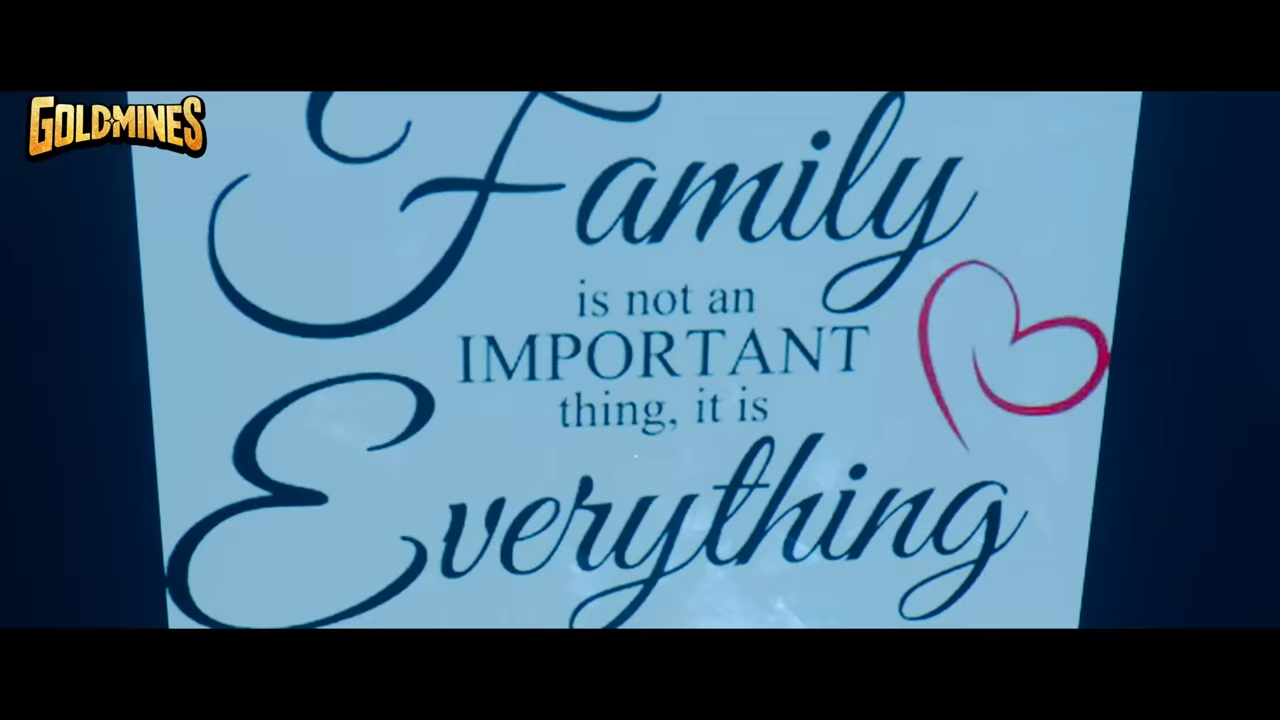 GOLDMINES
Family
is not an
IMPORTANT
thing, it is
Everything